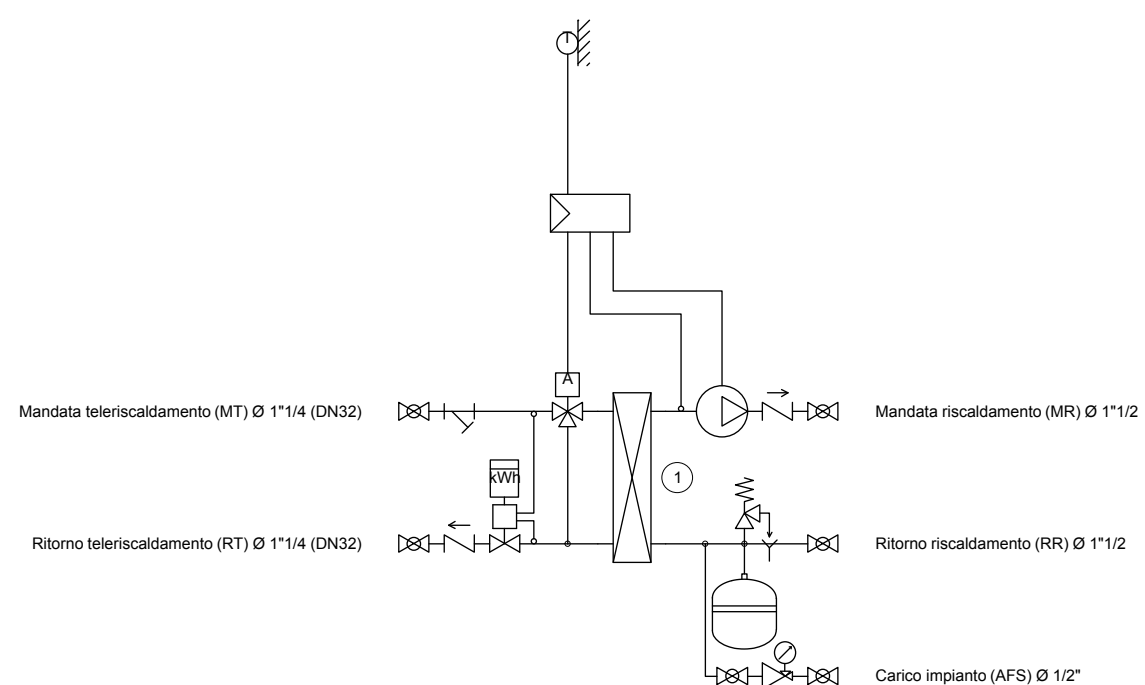 T
A
Mandata teleriscaldamento (MT) Ø 1"1/4 (DN32)
Mandata riscaldamento (MR) Ø 1"1/2
kWh
1
Ritorno teleriscaldamento (RT) Ø 1"1/4 (DN32)
Ritorno riscaldamento (RR) Ø 1"1/2
Carico impianto (AFS) Ø 1/2"